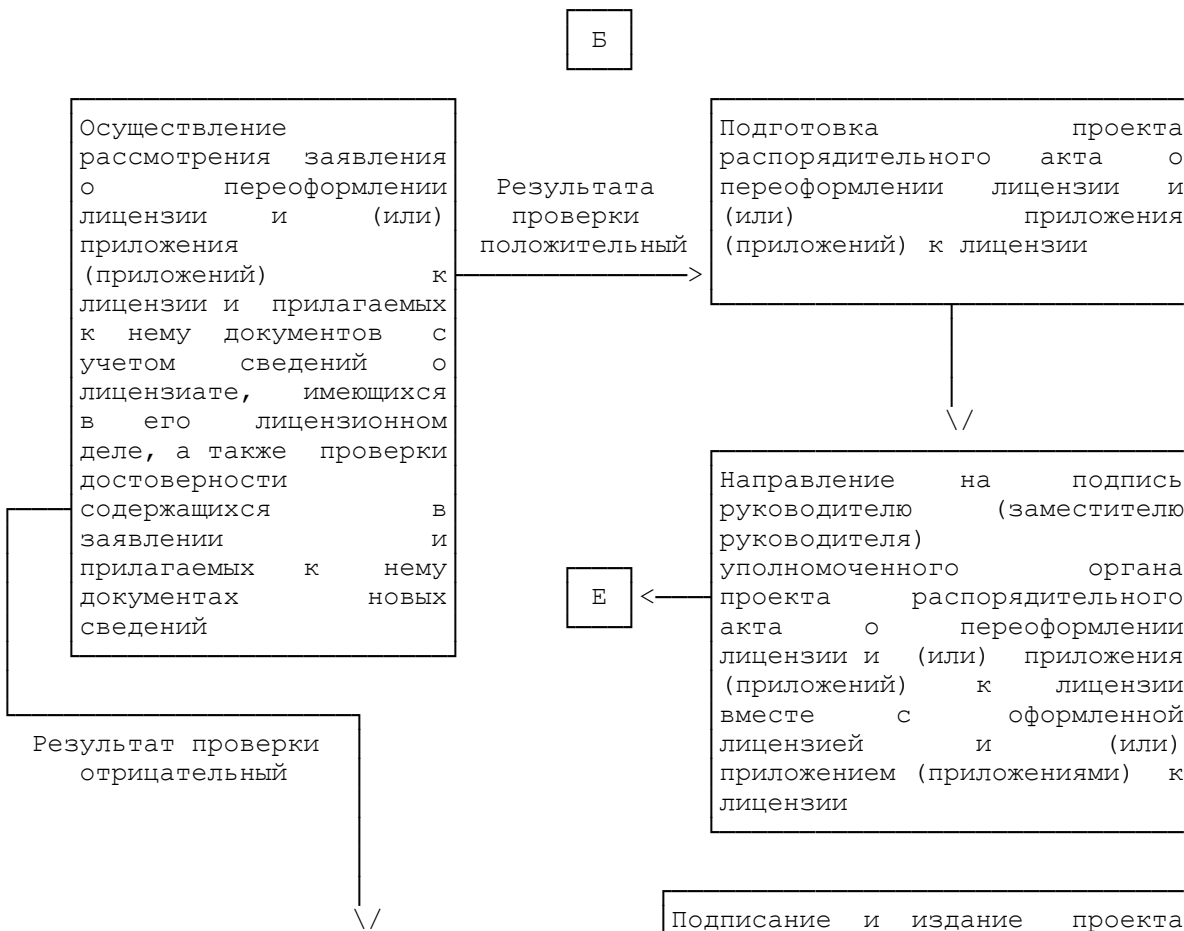 Б
Осуществление
рассмотрения заявления
о переоформлении
лицензии и (или)
приложения
(приложений) к
лицензии и прилагаемых
к нему документов с
учетом сведений о
лицензиате, имеющихся
в его лицензионном
деле, а также проверки
достоверности
содержащихся в
заявлении и
прилагаемых к нему
документах новых
сведений
Результата
проверки
положительный
>
Подготовка проекта
распорядительного акта о
переоформлении лицензии и
(или) приложения
(приложений) к лицензии
\/
Направление на подпись
руководителю (заместителю
руководителя)
уполномоченного органа
проекта распорядительного
акта о переоформлении
лицензии и (или) приложения
(приложений) к лицензии
вместе с оформленной
лицензией и (или)
приложением (приложениями) к
лицензии
Е <
Результат проверки
отрицательный
\/
Подписание и издание проекта